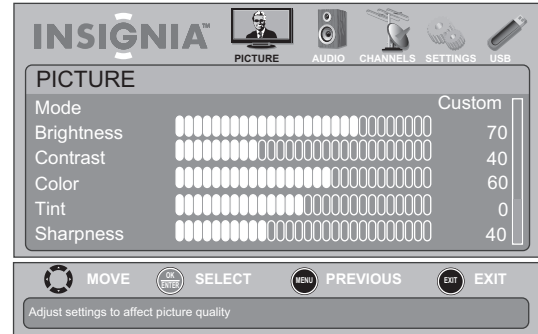 INSIGNIA™
PICTURE AUDIO CHANNELS SETTINGS USB
PICTURE
Mode Custom
Brightness 70
Contrast 40
Color 60
Tint 0
Sharpness 40
MOVE OK ENTER SELECT MENU PREVIOUS EXIT EXIT
Adjust settings to affect picture quality